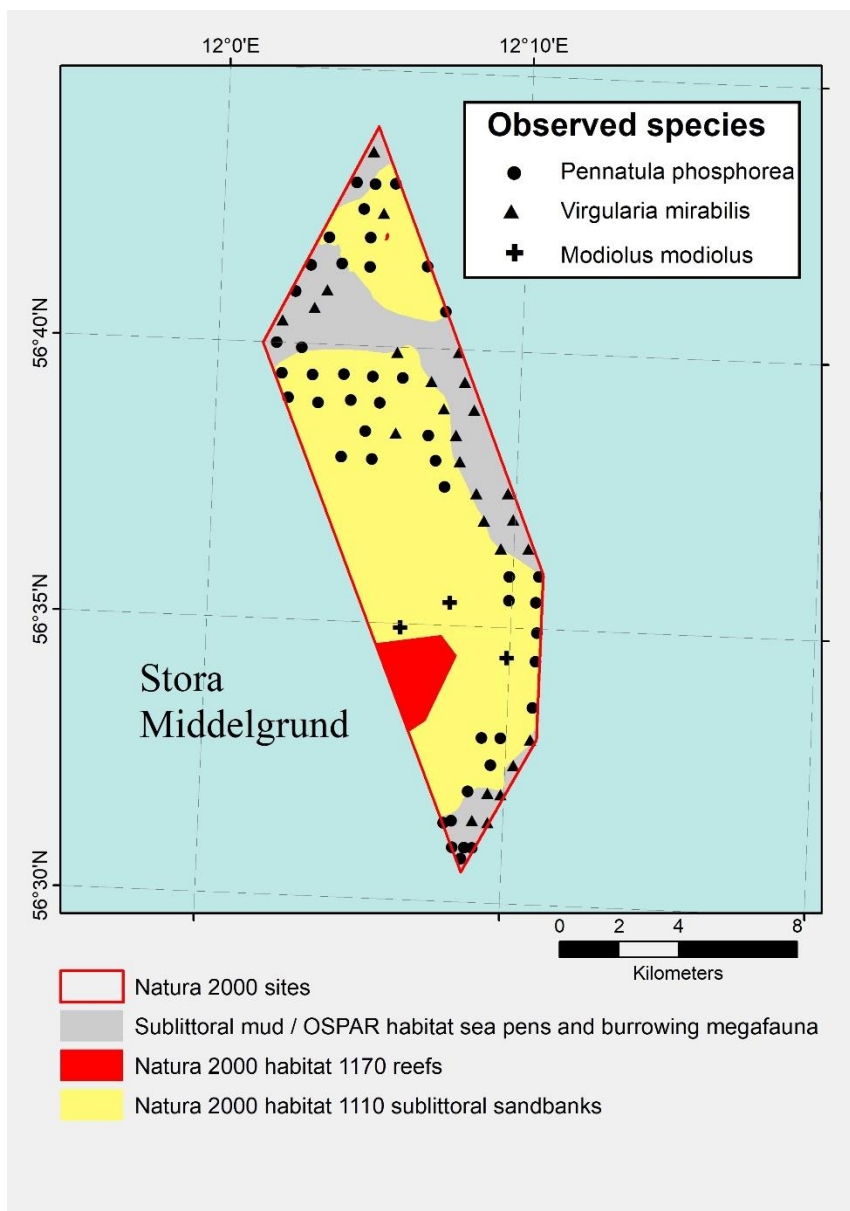 12°0'E
12°10'E
Observed species
Pennatula phosphorea
Virgularia mirabilis
Modiolus modiolus
56°40'N
56°35'N
Stora
Middelgrund
56°30'N
0 2 4 8
Kilometers
Natura 2000 sites
Sublittoral mud / OSPAR habitat sea pens and burrowing megafauna
Natura 2000 habitat 1170 reefs
Natura 2000 habitat 1110 sublittoral sandbanks